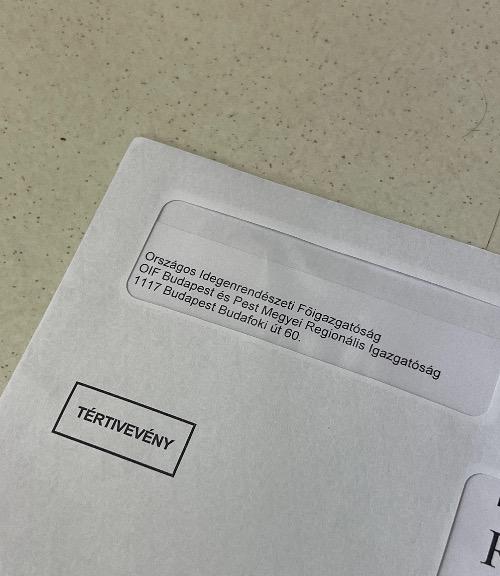 Országos Idegenrendészeti Főigazgatóság
OIF Budapest és Pest Megyei Regionális Igazgatóság
1117 Budapest Budafoki út 60.
TÉRTIVEVÉNY